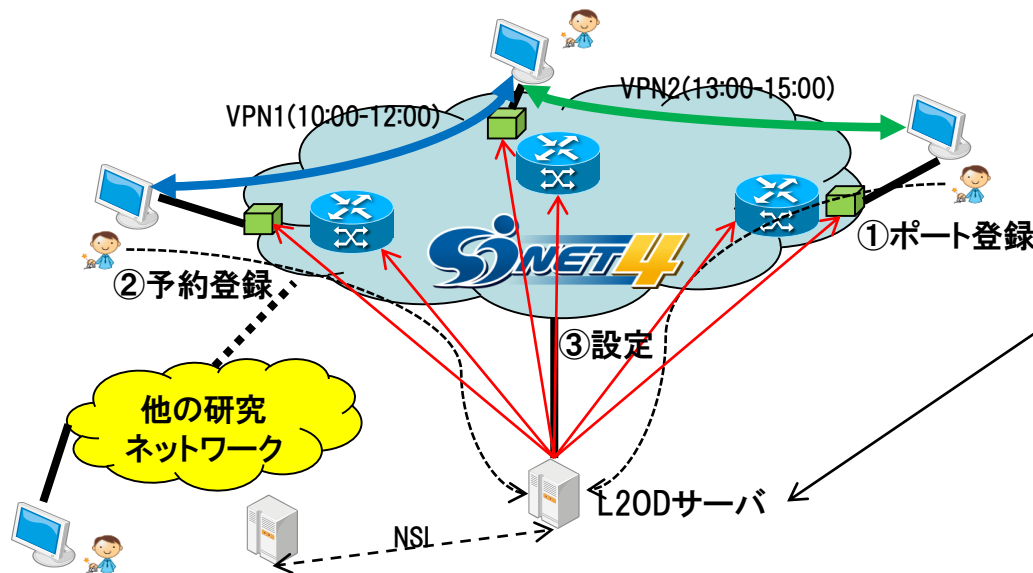 VPN1(10:00-12:00)
VPN2(13:00-15:00)
①ポート登録
SINET4
②予約登録
③設定
他の研究
ネットワーク
L2ODサーバ
NSI